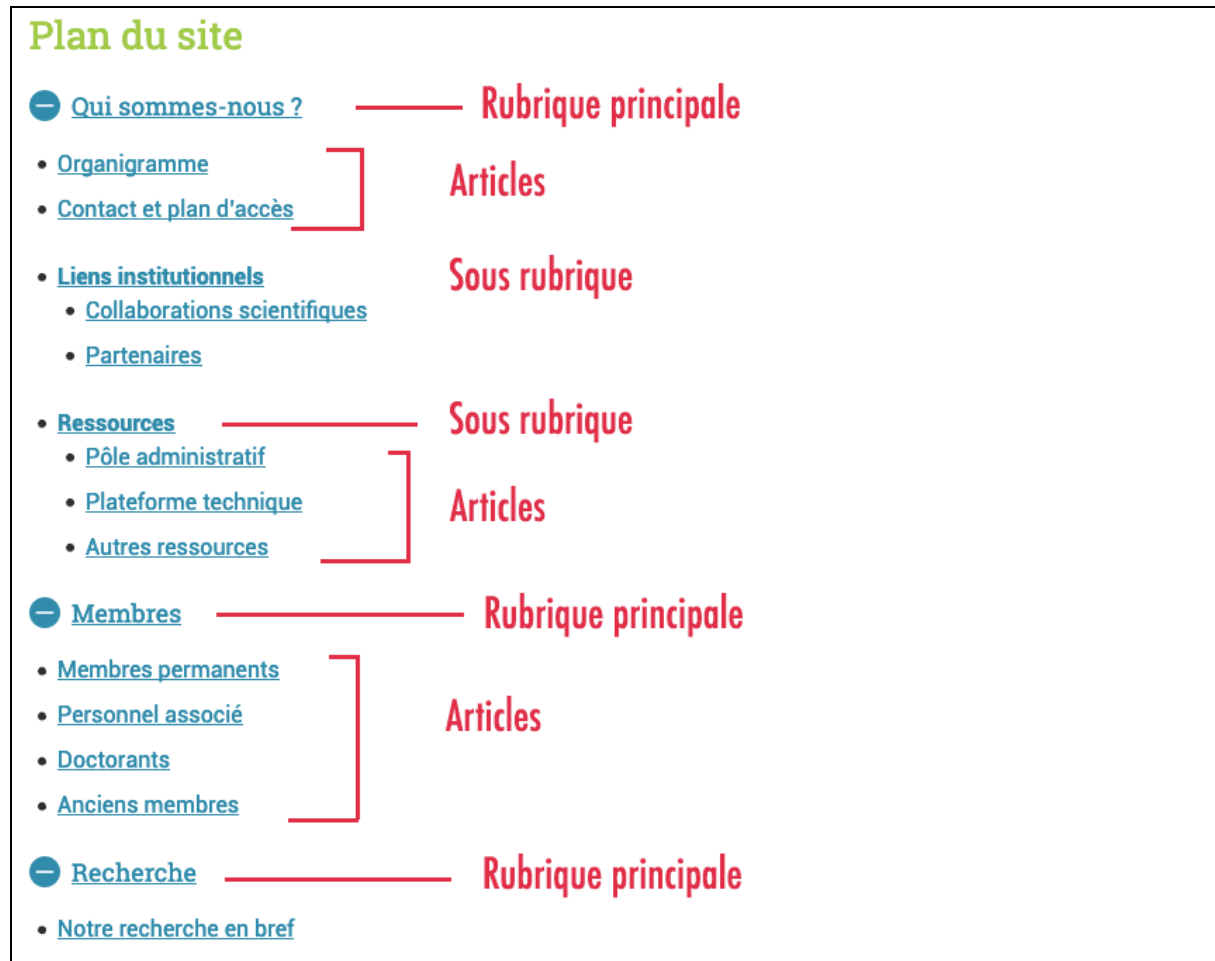 Plan du site
Qui sommes-nous ? Rubrique principale
Organigramme
Articles
Contact et plan d'accès
Liens institutionnels Sous rubrique
Collaborations scientifiques
Partenaires
Ressources Sous rubrique
Pôle administratif
Plateforme technique Articles
Autres ressources
Membres Rubrique principale
Membres permanents
Personnel associé Articles
Doctorants
Anciens membres
Recherche Rubrique principale
Notre recherche en bref